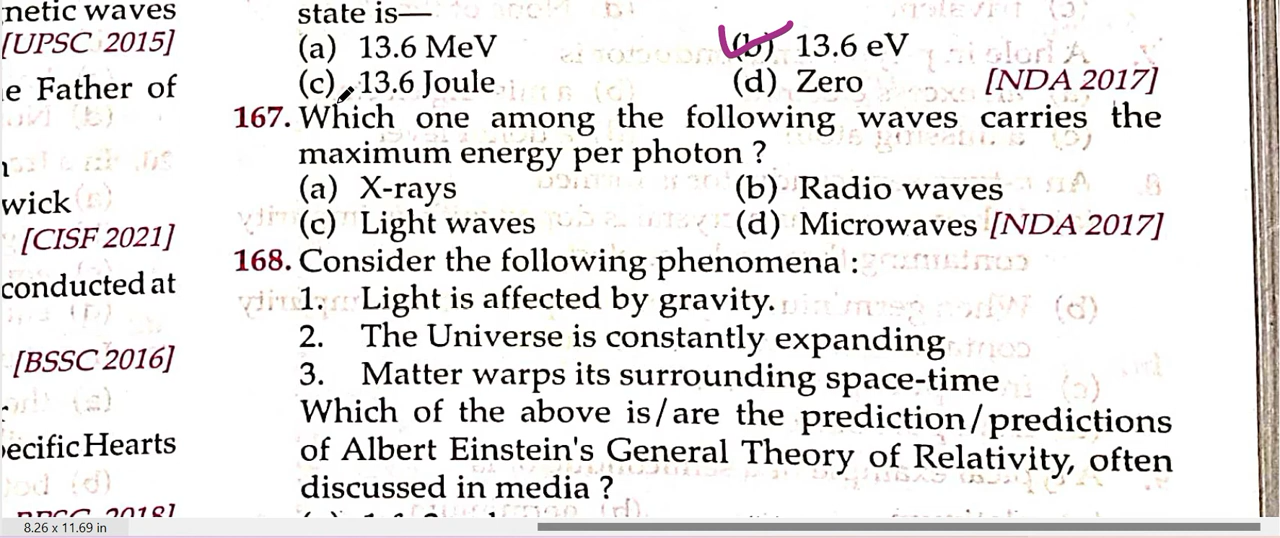 netic waves
[UPSC 2015]
e Father of
wick
[CISF 2021]
conducted at
[BSSC 2016]
ecific Hearts
state is—
(a) 13.6 MeV (b) 13.6 eV
(c) 13.6 Joule (d) Zero [NDA 2017]
167. Which one among the following waves carries the
maximum energy per photon ?
(a) X-rays (b) Radio waves
(c) Light waves (d) Microwaves [NDA 2017]
168. Consider the following phenomena :
1. Light is affected by gravity.
2. The Universe is constantly expanding
3. Matter warps its surrounding space-time
Which of the above is/are the prediction/predictions
of Albert Einstein's General Theory of Relativity, often
discussed in media ?
8.26 x 11.69 in